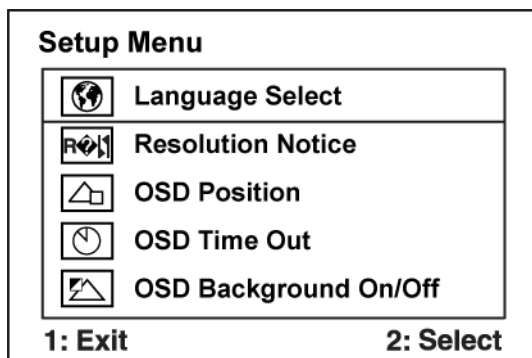 Setup Menu
Language Select
Resolution Notice
OSD Position
OSD Time Out
OSD Background On/Off
1: Exit 2: Select